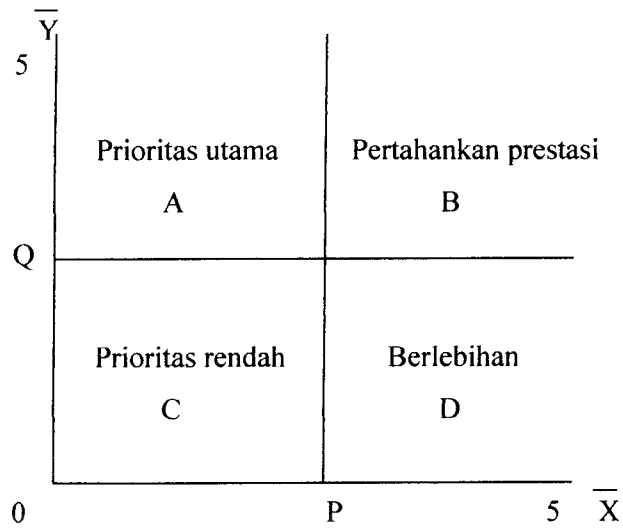 Y̅
5
Prioritas utama Pertahankan prestasi
A B
Q
Prioritas rendah Berlebihan
C D
0 P 5 X̅